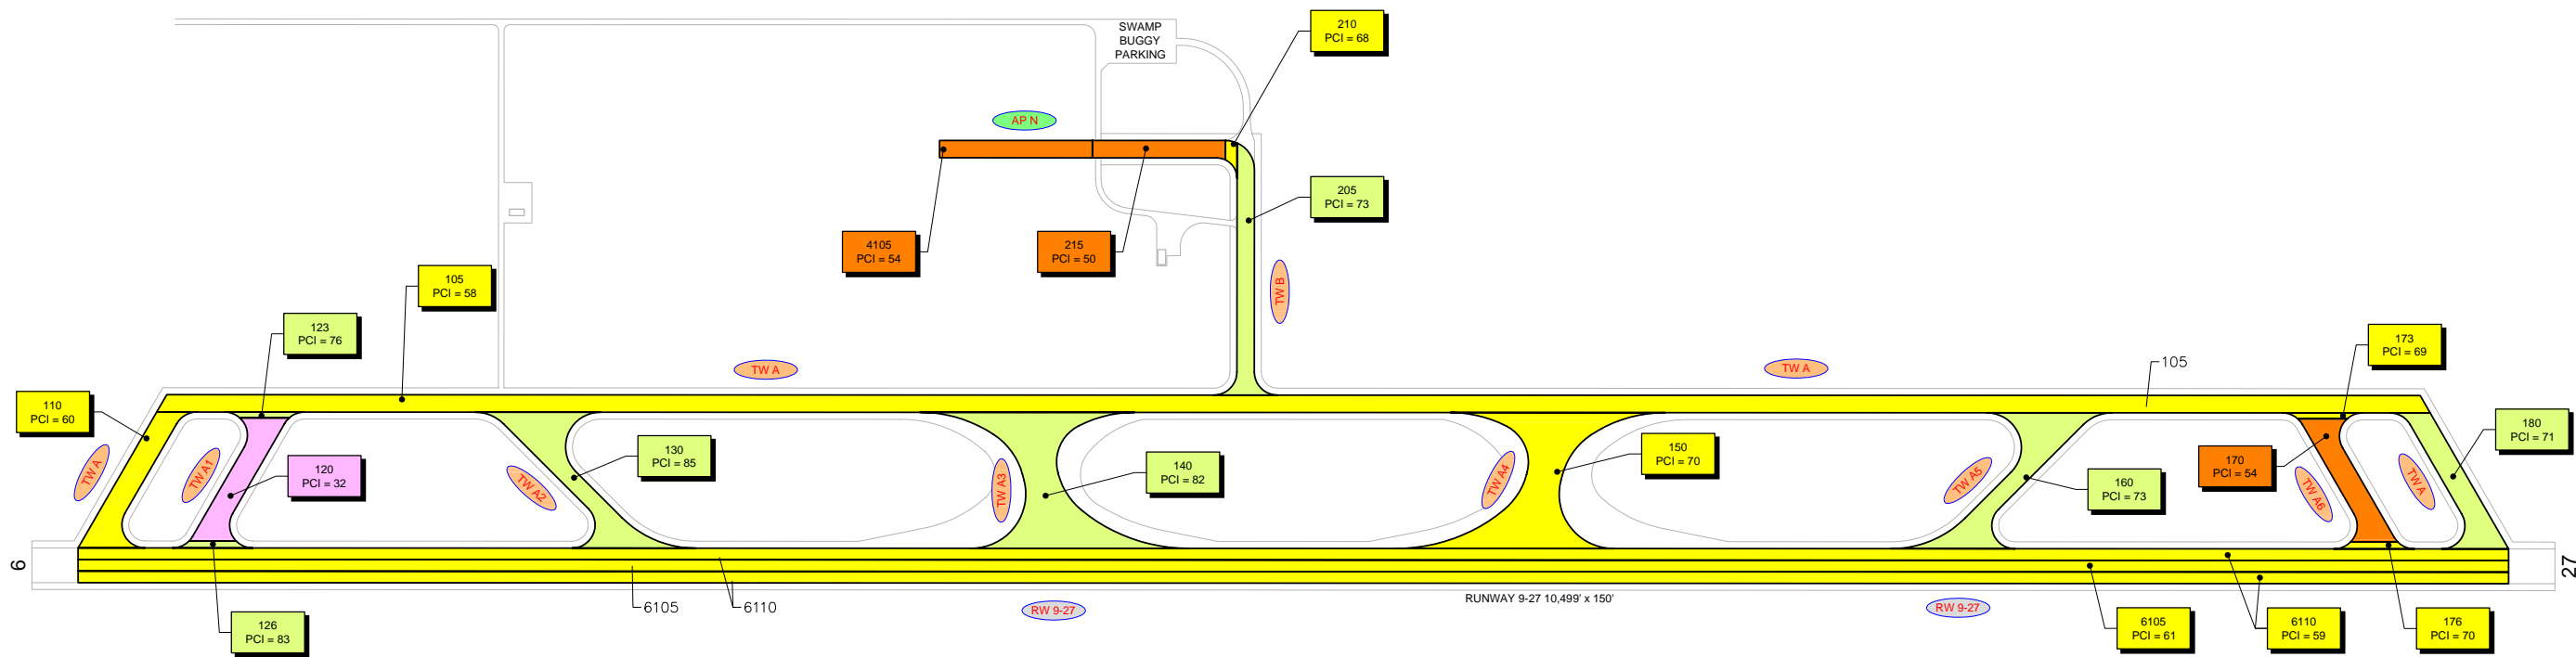 SWAMP
BUGGY
PARKING
210
PCI = 68
AP N
205
PCI = 73
4105
PCI = 54
215
PCI = 50
TW B
105
PCI = 58
123
PCI = 76
173
PCI = 69
TW A
TW A
105
110
PCI = 60
180
PCI = 71
TW A
TW A1
120
PCI = 32
TW A2
130
PCI = 85
TW A3
140
PCI = 82
TW A4
150
PCI = 70
TW A5
160
PCI = 73
170
PCI = 54
TW A6
TW A
9
27
6105
6110
RW 9-27
RUNWAY 9-27 10,499' x 150'
RW 9-27
126
PCI = 83
6105
PCI = 61
6110
PCI = 59
176
PCI = 70